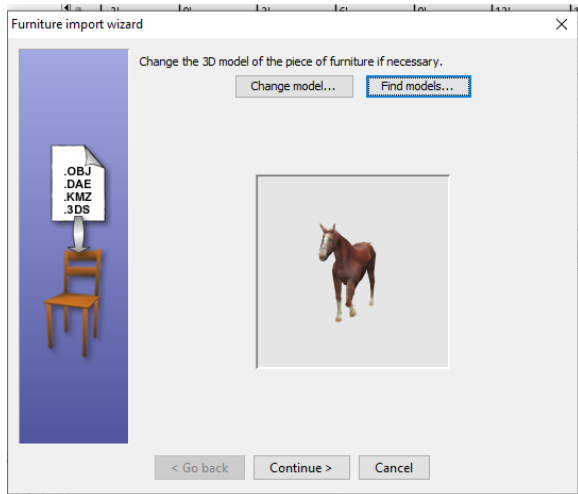 Furniture import wizard
Change the 3D model of the piece of furniture if necessary.
Change model... Find models...
.OBJ
.DAE
.KMZ
.3DS
< Go back Continue > Cancel